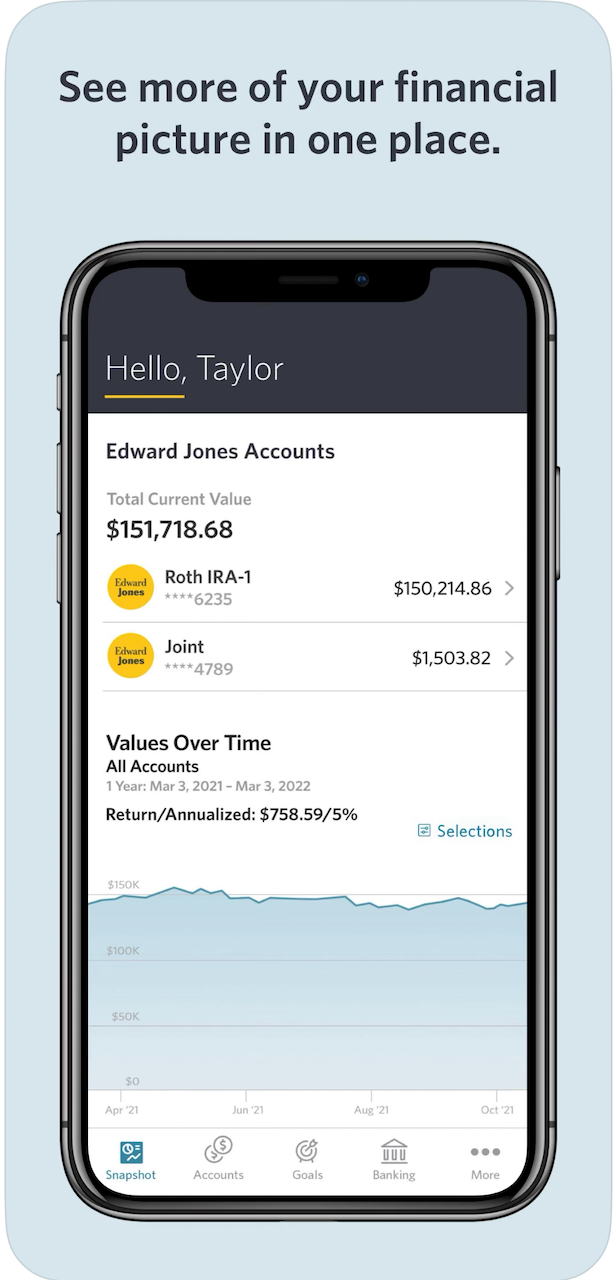 See more of your financial
picture in one place.
Hello, Taylor
Edward Jones Accounts
Total Current Value
$151,718.68
Edward
Jones
Roth IRA-1
****6235
$150,214.86
Edward
Jones
Joint
****4789
$1,503.82
Values Over Time
All Accounts
1 Year: Mar 3, 2021 – Mar 3, 2022
Return/Annualized: $758.59/5%
Selections
$150K
$100K
$50K
$0
Apr '21 Jun '21 Aug '21 Oct '21
Snapshot Accounts Goals Banking More